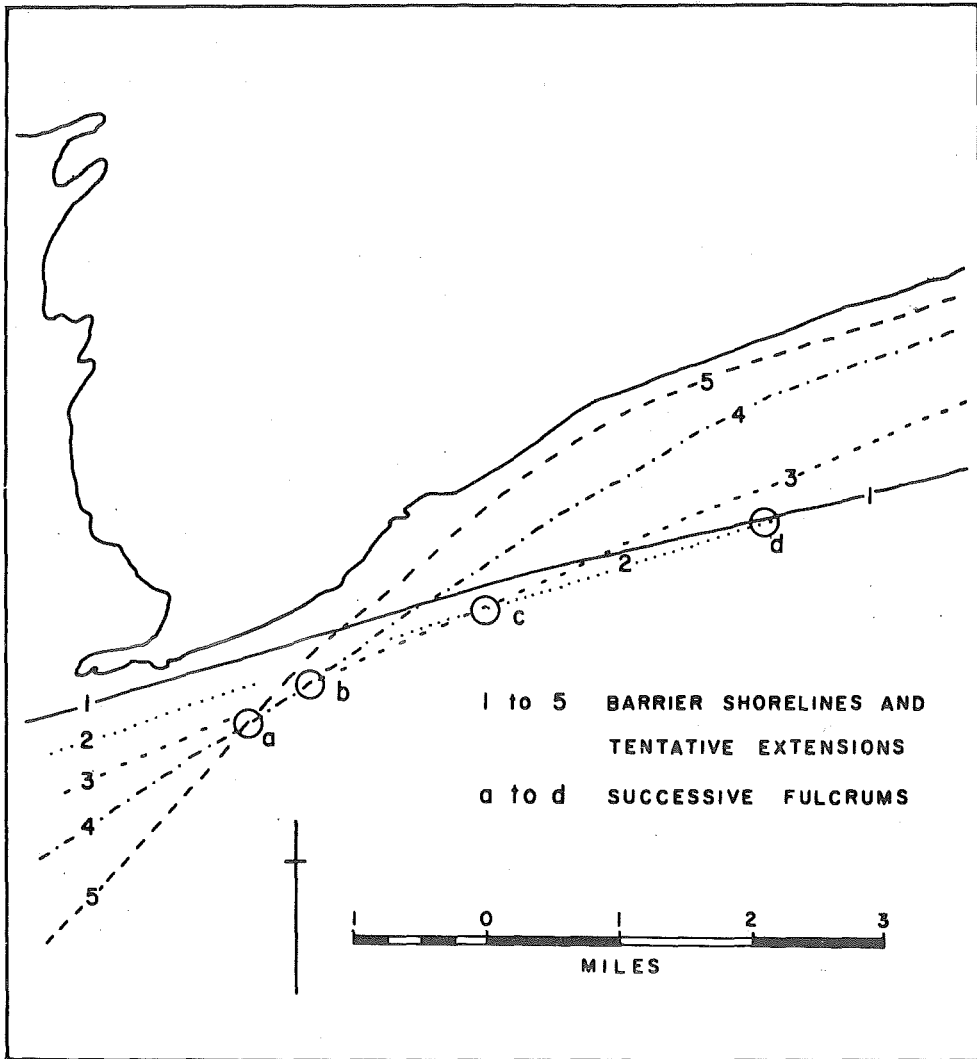 5
4
3
1
d
2
c
b
1
a
2
3
4
5
1 to 5 BARRIER SHORELINES AND
TENTATIVE EXTENSIONS
a to d SUCCESSIVE FULCRUMS
1 0 1 2 3
MILES